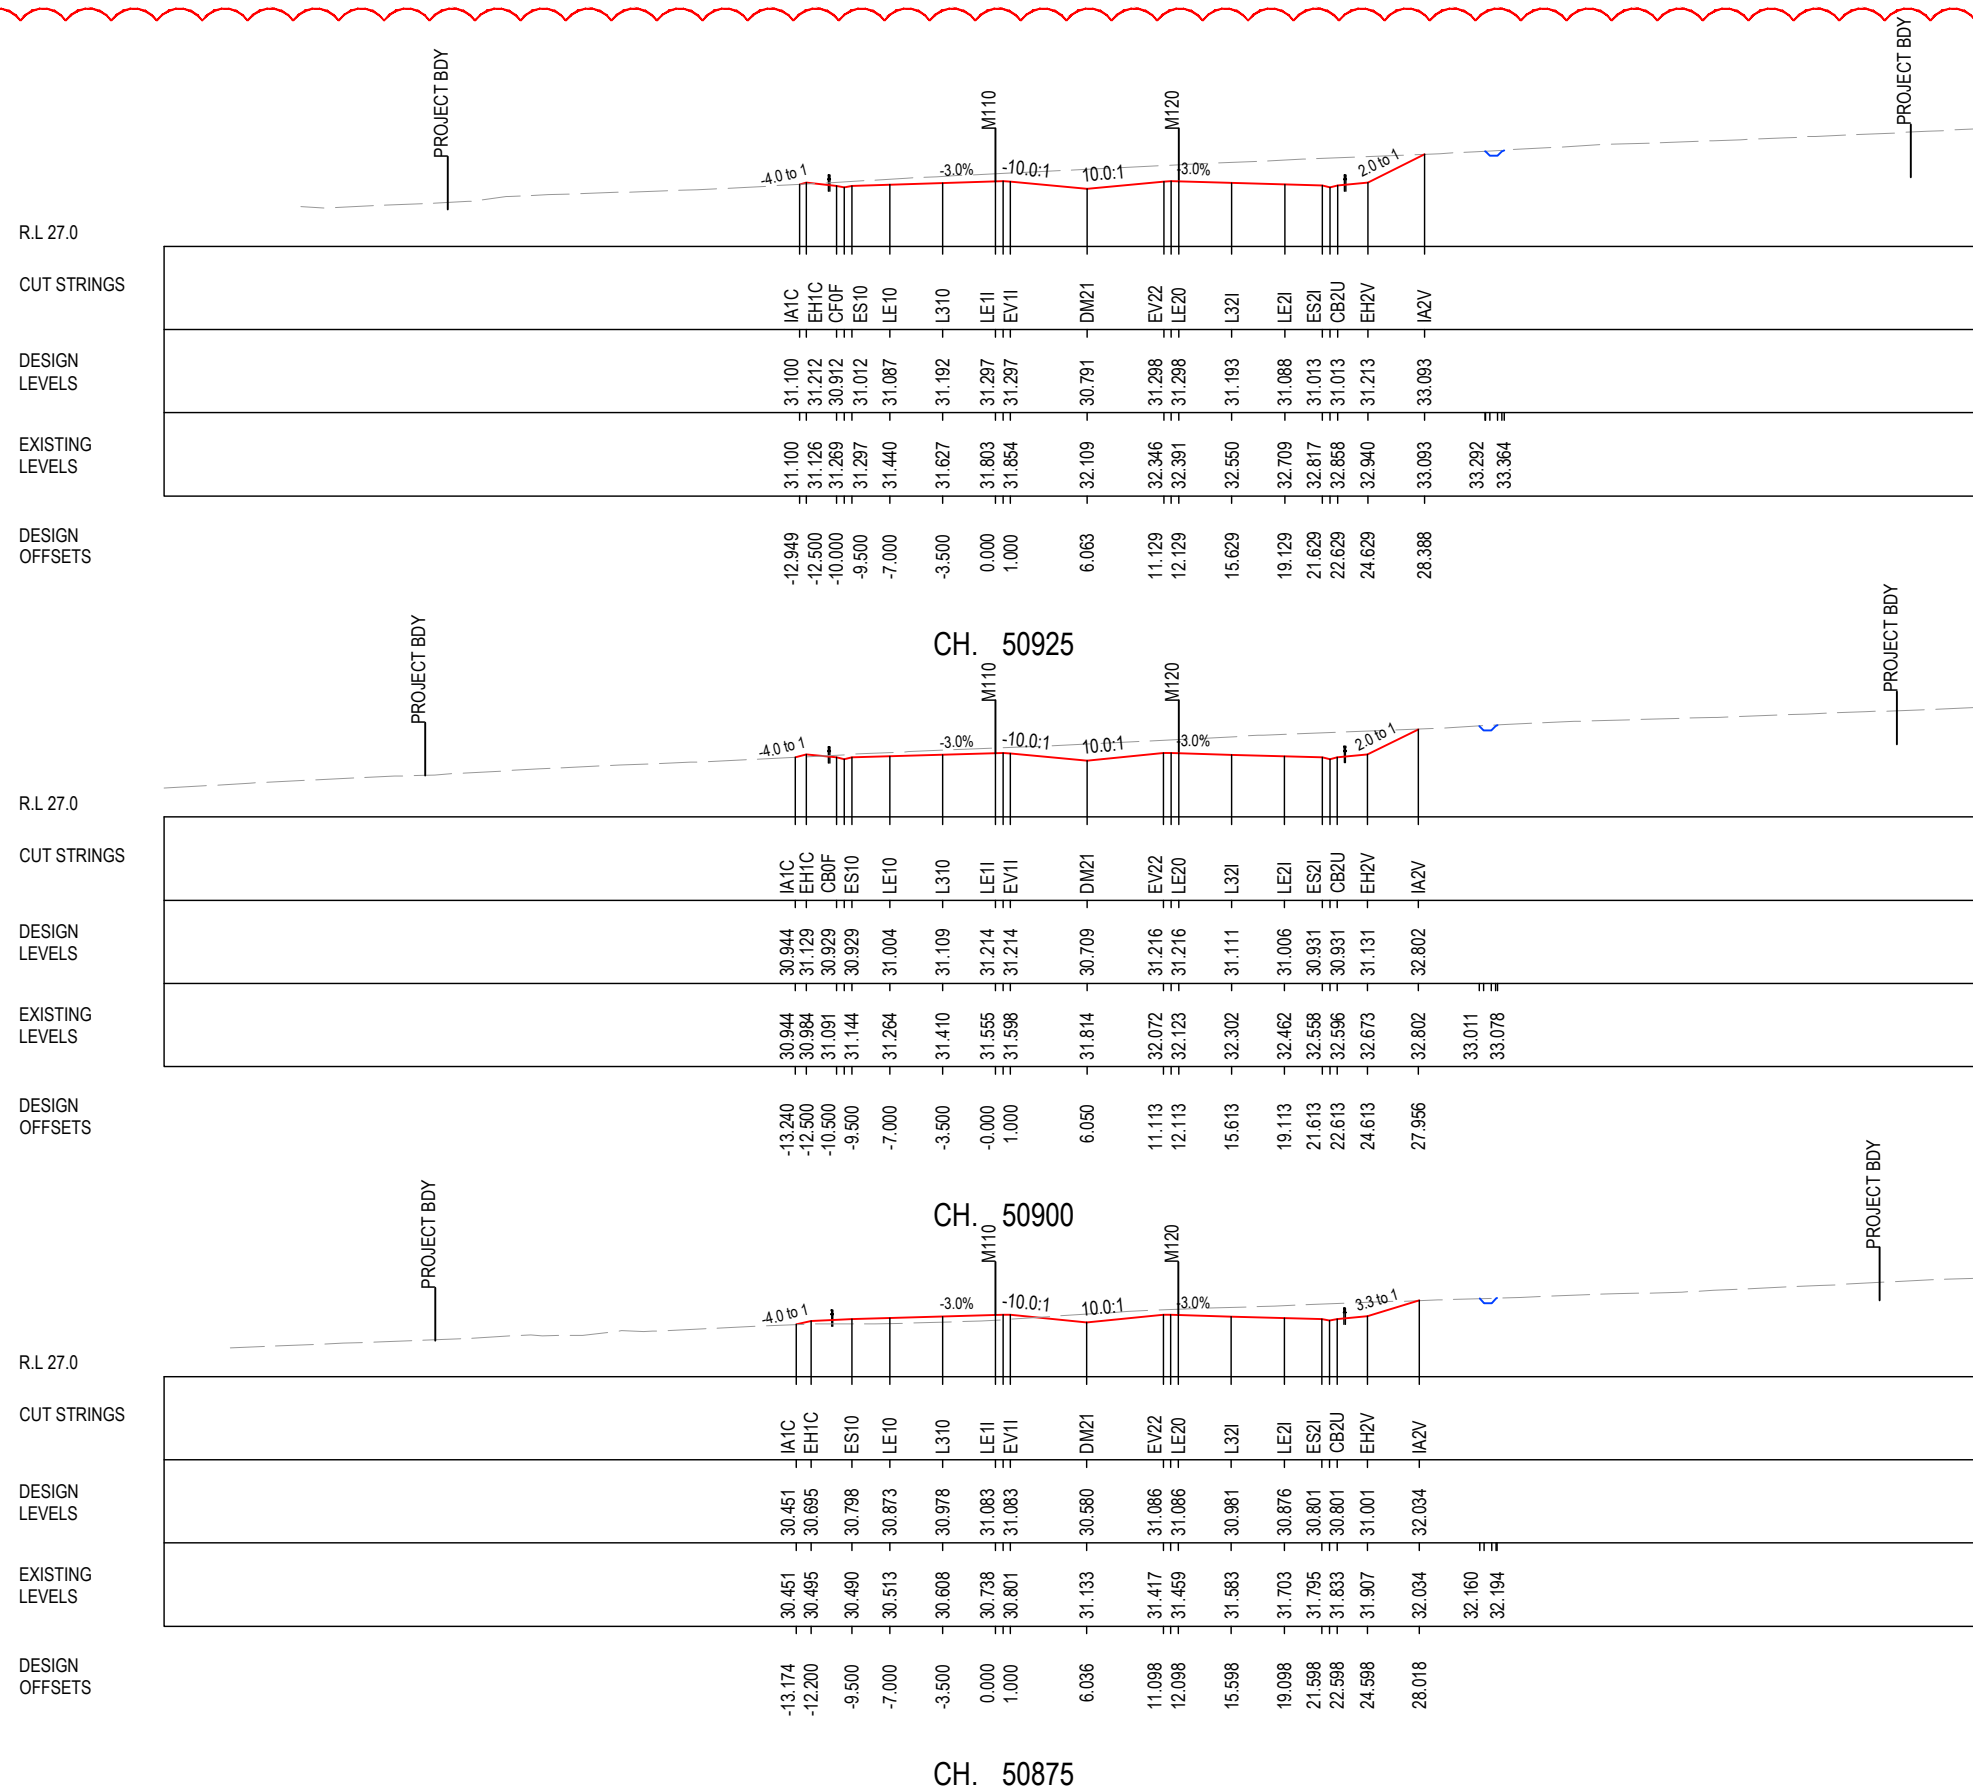 PROJECT BDY
M110
M120
PROJECT BDY
-4.0 to 1
-3.0%
-10.0:1
10.0:1
-3.0%
2.0 to 1
R.L 27.0
CUT STRINGS
IA1C EH1C CF0F ES10 LE10 L310 LE1I EV1I DM21 EV22 LE20 L32I LE2I ES2I CB2U EH2V IA2V
DESIGN
LEVELS
31.100 31.212 30.912 31.012 31.087 31.192 31.297 31.297 30.791 31.298 31.298 31.193 31.088 31.013 31.013 31.213 33.093
EXISTING
LEVELS
31.100 31.126 31.269 31.297 31.440 31.627 31.803 31.854 32.109 32.346 32.391 32.550 32.709 32.817 32.858 32.940 33.093 33.292 33.364
DESIGN
OFFSETS
-12.949 -12.500 -10.000 -9.500 -7.000 -3.500 0.000 1.000 6.063 11.129 12.129 15.629 19.129 21.629 22.629 24.629 28.388
CH. 50925
PROJECT BDY
M110
M120
PROJECT BDY
-4.0 to 1
-3.0%
-10.0:1
10.0:1
-3.0%
2.0 to 1
R.L 27.0
CUT STRINGS
IA1C EH1C CB0F ES10 LE10 L310 LE1I EV1I DM21 EV22 LE20 L32I LE2I ES2I CB2U EH2V IA2V
DESIGN
LEVELS
30.944 31.129 30.929 30.929 31.004 31.109 31.214 31.214 30.709 31.216 31.216 31.111 31.006 30.931 30.931 31.131 32.802
EXISTING
LEVELS
30.944 30.984 31.091 31.144 31.264 31.410 31.555 31.598 31.814 32.072 32.123 32.302 32.462 32.558 32.596 32.673 32.802 33.011 33.078
DESIGN
OFFSETS
-13.240 -12.500 -10.500 -9.500 -7.000 -3.500 -0.000 1.000 6.050 11.113 12.113 15.613 19.113 21.613 22.613 24.613 27.956
CH. 50900
PROJECT BDY
M110
M120
PROJECT BDY
-4.0 to 1
-3.0%
-10.0:1
10.0:1
-3.0%
3.3 to 1
R.L 27.0
CUT STRINGS
IA1C EH1C ES10 LE10 L310 LE1I EV1I DM21 EV22 LE20 L32I LE2I ES2I CB2U EH2V IA2V
DESIGN
LEVELS
30.451 30.695 30.798 30.873 30.978 31.083 31.083 30.580 31.086 31.086 30.981 30.876 30.801 30.801 31.001 32.034
EXISTING
LEVELS
30.451 30.495 30.490 30.513 30.608 30.738 30.801 31.133 31.417 31.459 31.583 31.703 31.795 31.833 31.907 32.034 32.160 32.194
DESIGN
OFFSETS
-13.174 -12.200 -9.500 -7.000 -3.500 0.000 1.000 6.036 11.098 12.098 15.598 19.098 21.598 22.598 24.598 28.018
CH. 50875